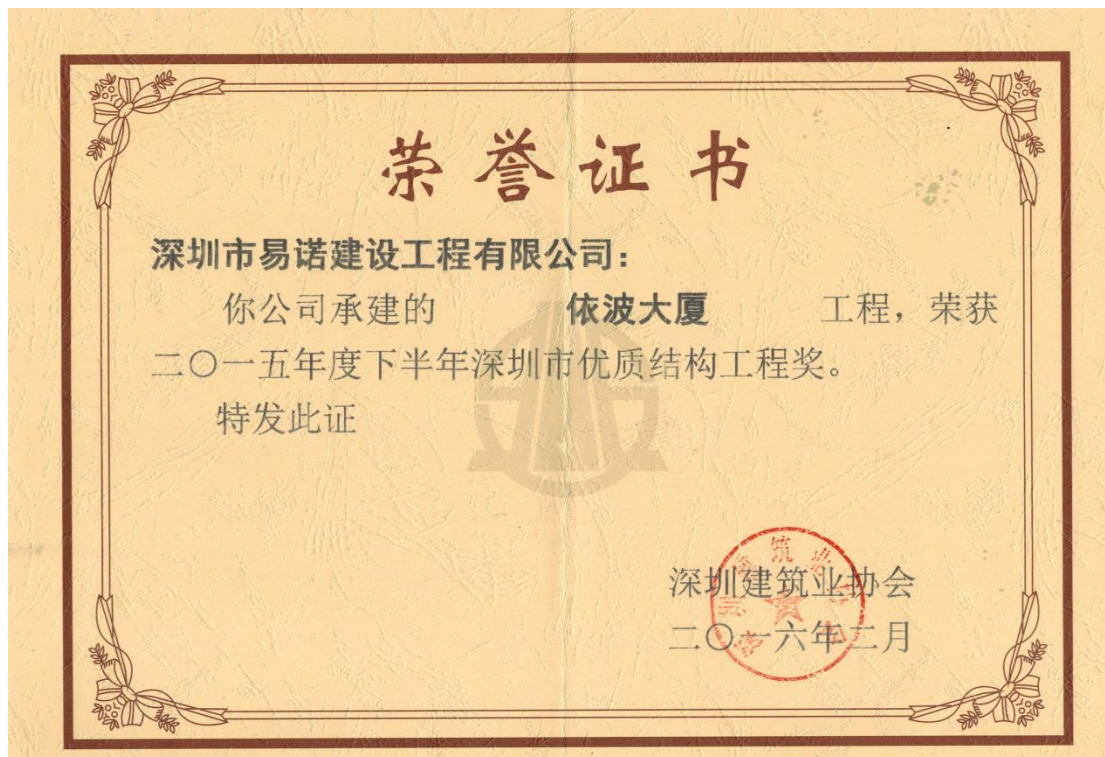 荣誉证书
深圳市易诺建设工程有限公司：
你公司承建的 依波大厦 工程，荣获
二〇一五年度下半年深圳市优质结构工程奖。
特发此证
深圳建筑业协会
二〇一六年二月